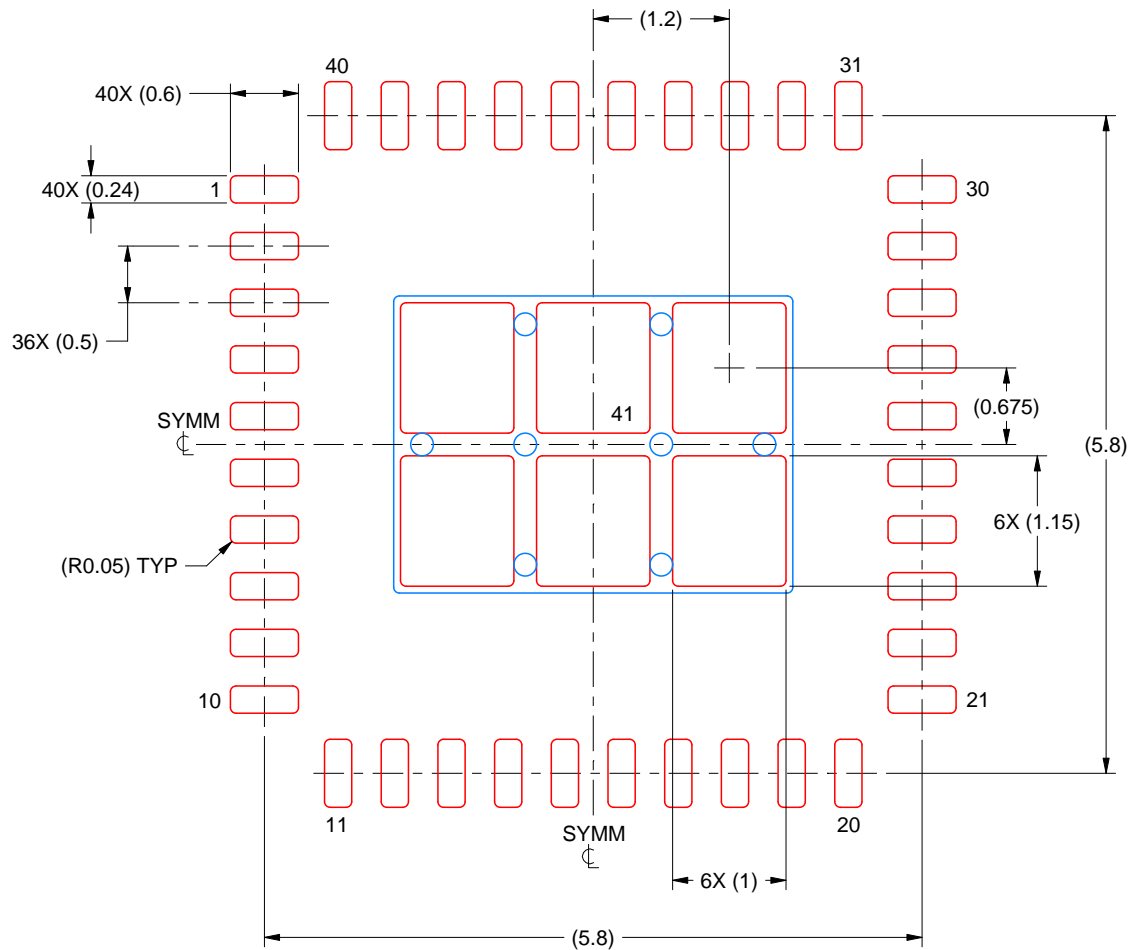 (1.2)
40
31
40X (0.6)
40X (0.24)
1
30
36X (0.5)
SYMM
℄
41
(0.675)
(5.8)
6X (1.15)
(R0.05) TYP
10
21
11
20
SYMM
℄
6X (1)
(5.8)